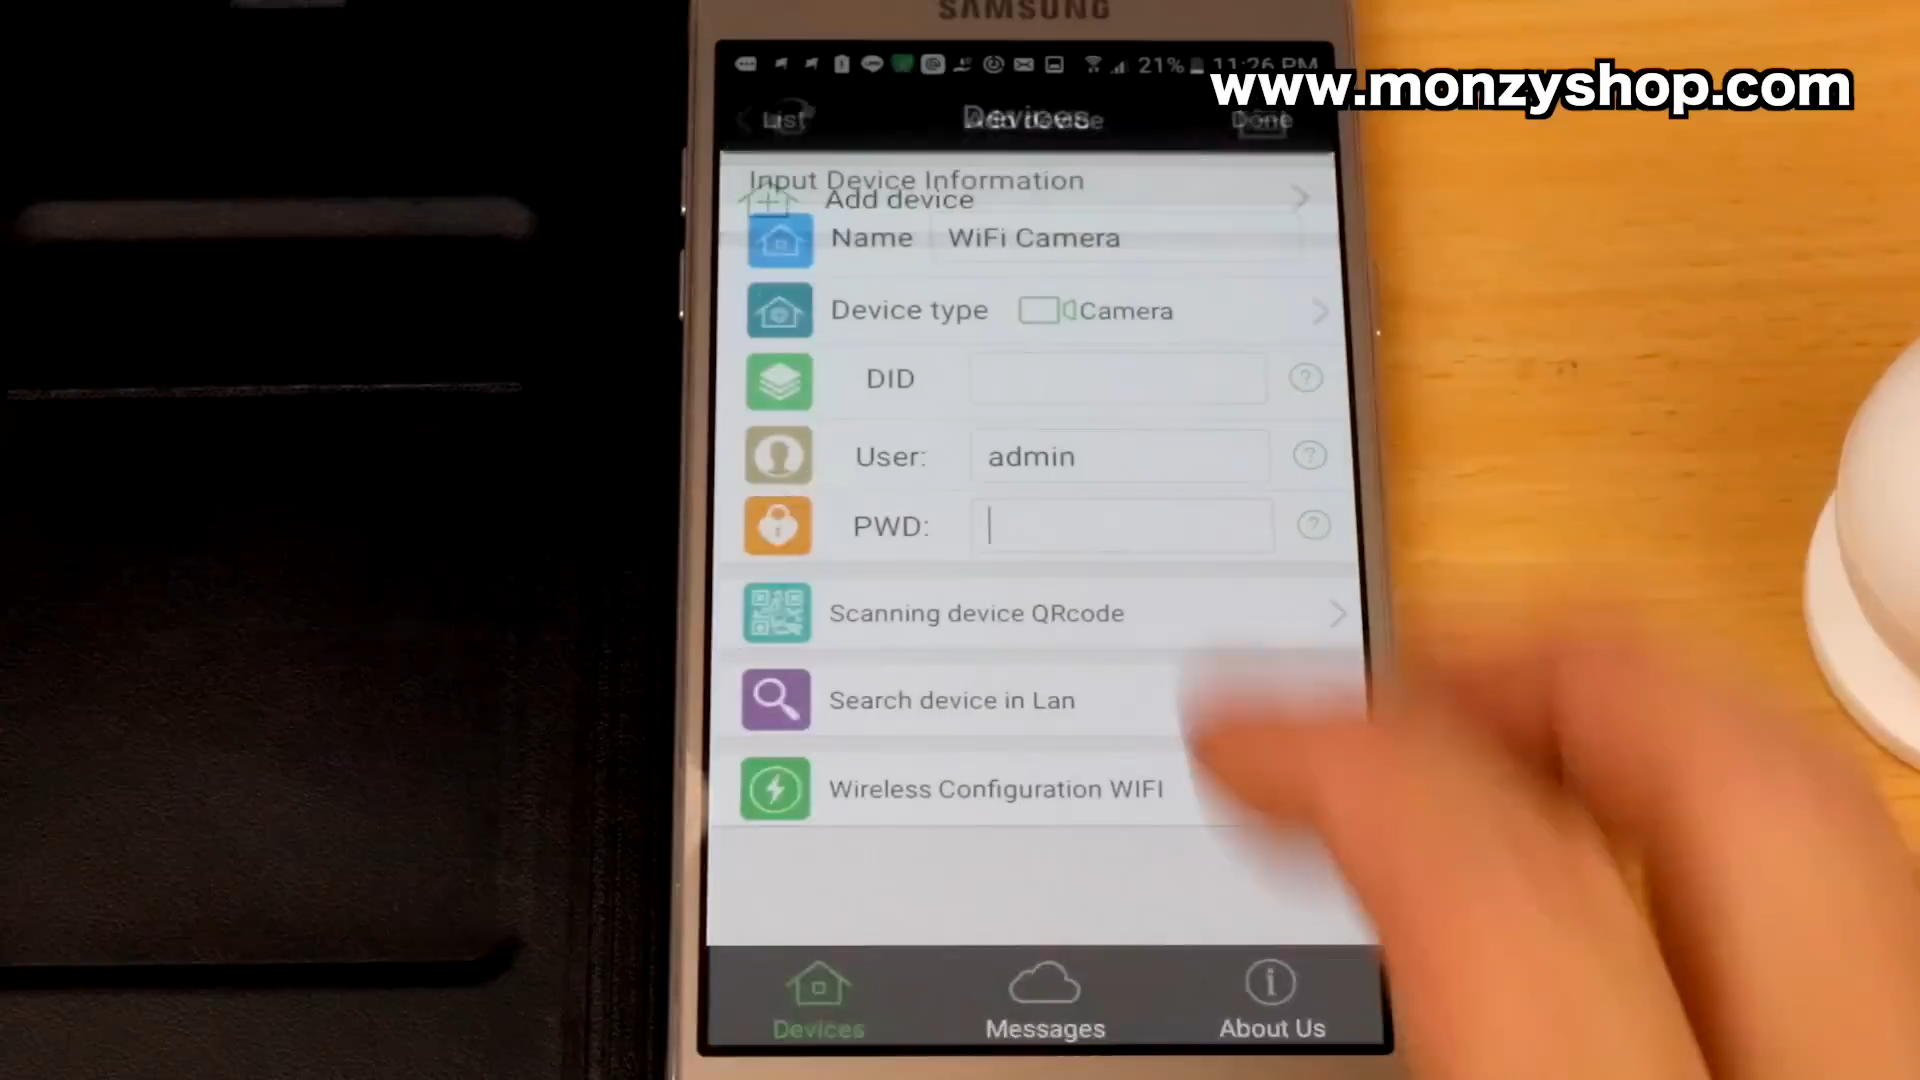 SAMSUNG
21% 11:26 PM
www.monzyshop.com
List Devices Done
Input Device Information
Add device
Name WiFi Camera
Device type Camera
DID
User: admin
PWD:
Scanning device QRcode
Search device in Lan
Wireless Configuration WIFI
Devices Messages About Us